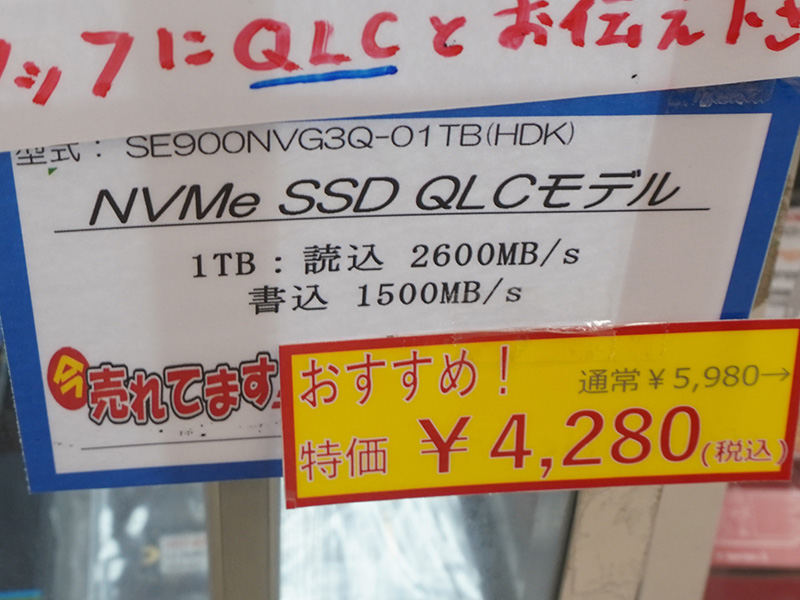 ッフにQLCとお伝え下さ
型式：SE900NVG3Q-01TB(HDK)
NVMe SSD QLCモデル
1TB：読込 2600MB/s
書込 1500MB/s
今売れてます
おすすめ！
通常￥5,980→
特価 ￥4,280(税込)